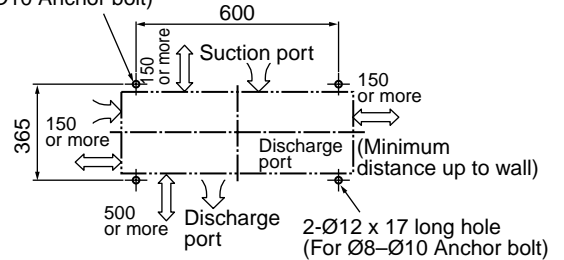 Ø10 Anchor bolt)
600
150
or more
Suction port
150
or more
365
150
or more
Discharge
port
(Minimum
distance up to wall)
500
or more
Discharge
port
2-Ø12 x 17 long hole
(For Ø8–Ø10 Anchor bolt)